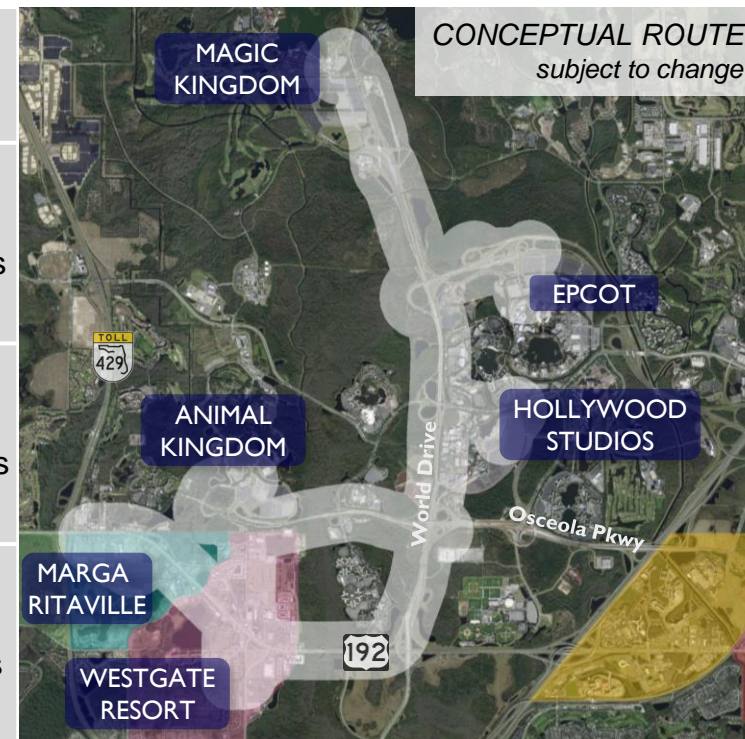 CONCEPTUAL ROUTE
subject to change
MAGIC
KINGDOM
EPCOT
TOLL
429
ANIMAL
KINGDOM
HOLLYWOOD
STUDIOS
World Drive
Osceola Pkwy
MARGA
RITAVILLE
192
WESTGATE
RESORT
s
s
s